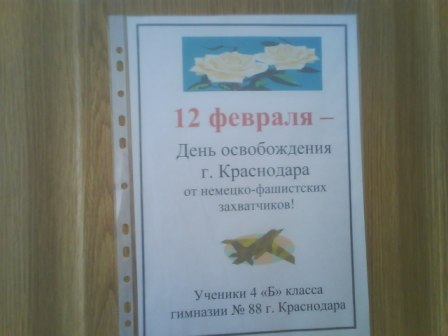 12 февраля –
День освобождения
г. Краснодара
от немецко-фашистских
захватчиков!
Ученики 4 «Б» класса
гимназии № 88 г. Краснодара